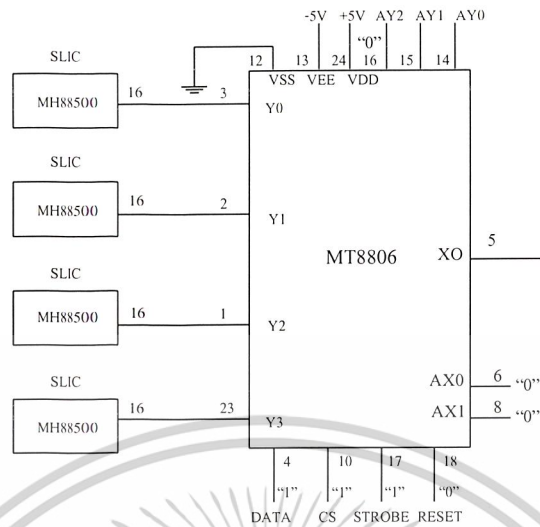 -5V +5V AY2 AY1 AY0
"0"
12 13 24 16 15 14
VSS VEE VDD
SLIC
MH88500
16
3
Y0
SLIC
MH88500
16
2
Y1
MT8806
XO
5
SLIC
MH88500
16
1
Y2
AX0
6
"0"
AX1
8
"0"
SLIC
MH88500
16
23
Y3
4 10 17 18
"1" "1" "1" "0"
DATA CS STROBE RESET